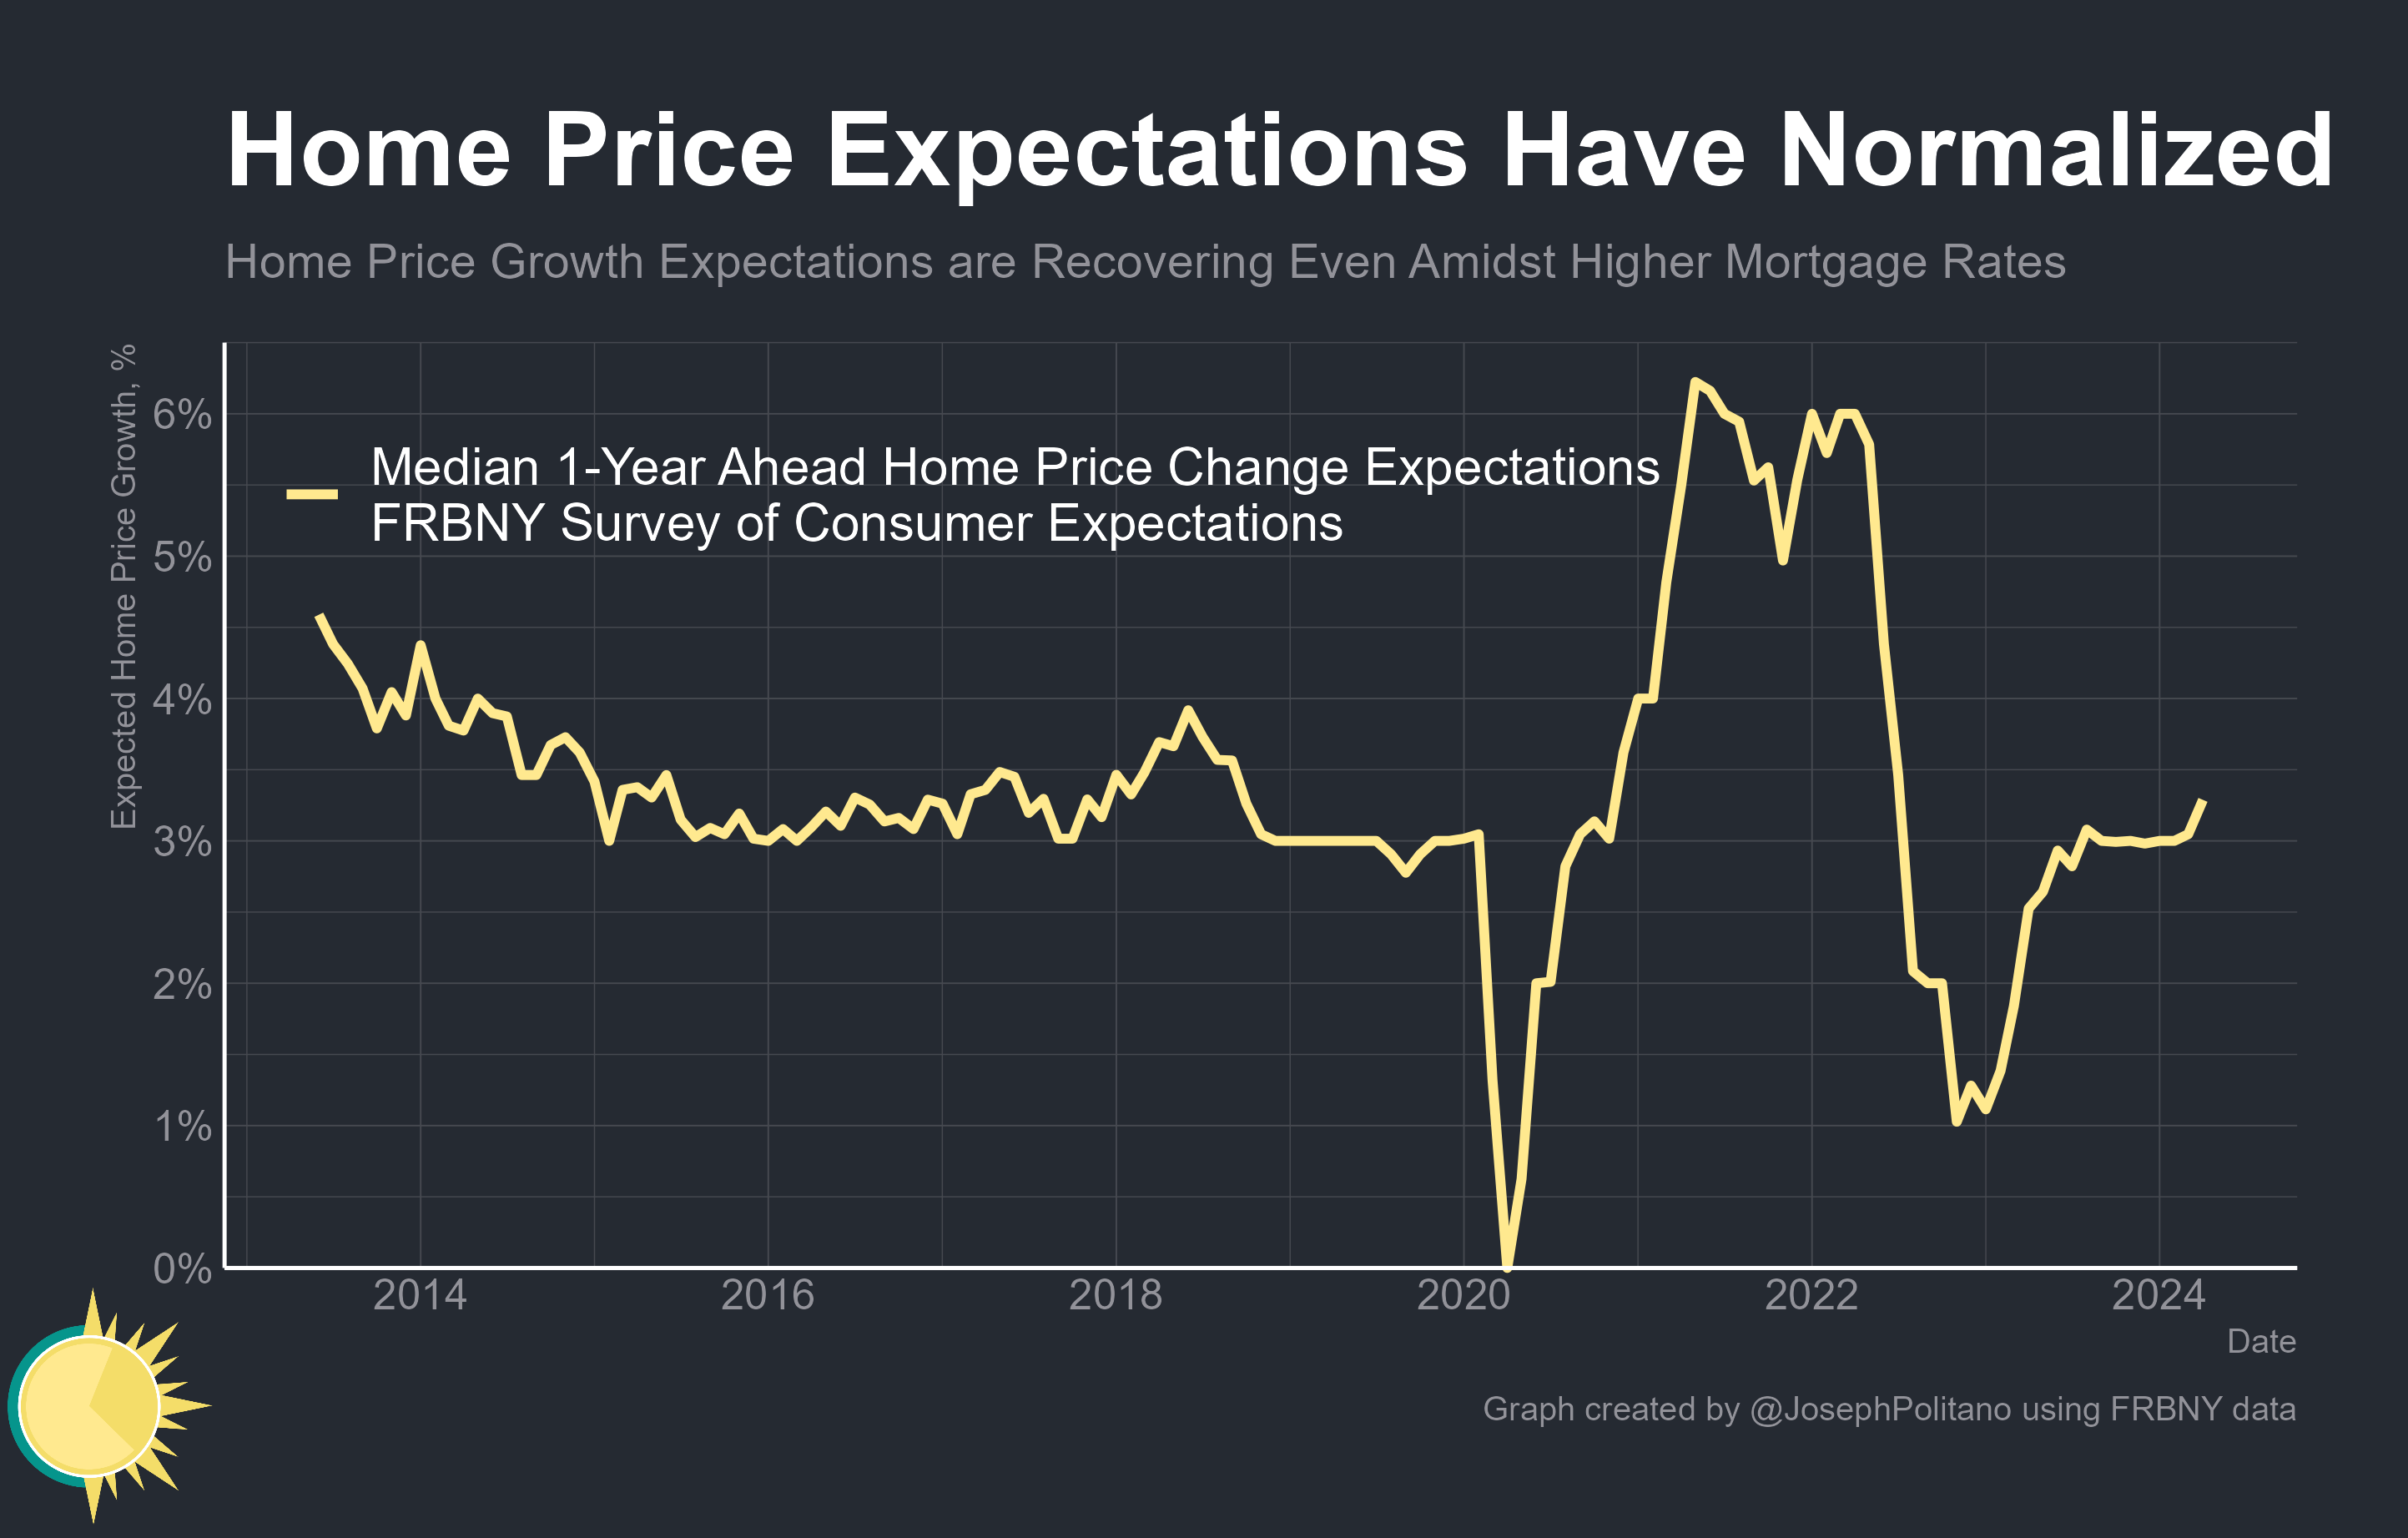 Home Price Expectations Have Normalized
Home Price Growth Expectations are Recovering Even Amidst Higher Mortgage Rates
Expected Home Price Growth, %
6%
5%
4%
3%
2%
1%
0%
Median 1-Year Ahead Home Price Change Expectations
FRBNY Survey of Consumer Expectations
2014 2016 2018 2020 2022 2024
Date
Graph created by @JosephPolitano using FRBNY data